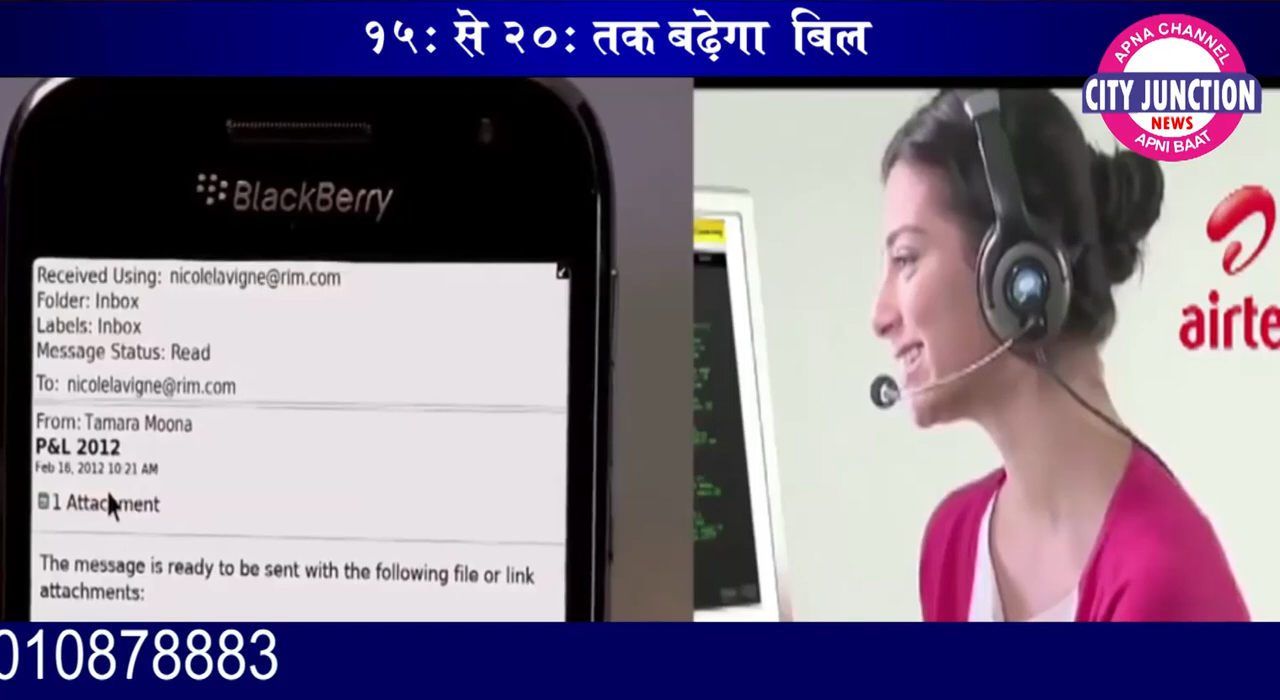 १५: से २०: तक बढ़ेगा बिल
APNA CHANNEL
CITY JUNCTION
NEWS
APNI BAAT
BlackBerry
Received Using: nicolelavigne@rim.com
Folder: Inbox
Labels: Inbox
Message Status: Read
To: nicolelavigne@rim.com
From: Tamara Moona
P&L 2012
Feb 16, 2012 10:21 AM
1 Attachment
The message is ready to be sent with the following file or link
attachments:
airte
010878883